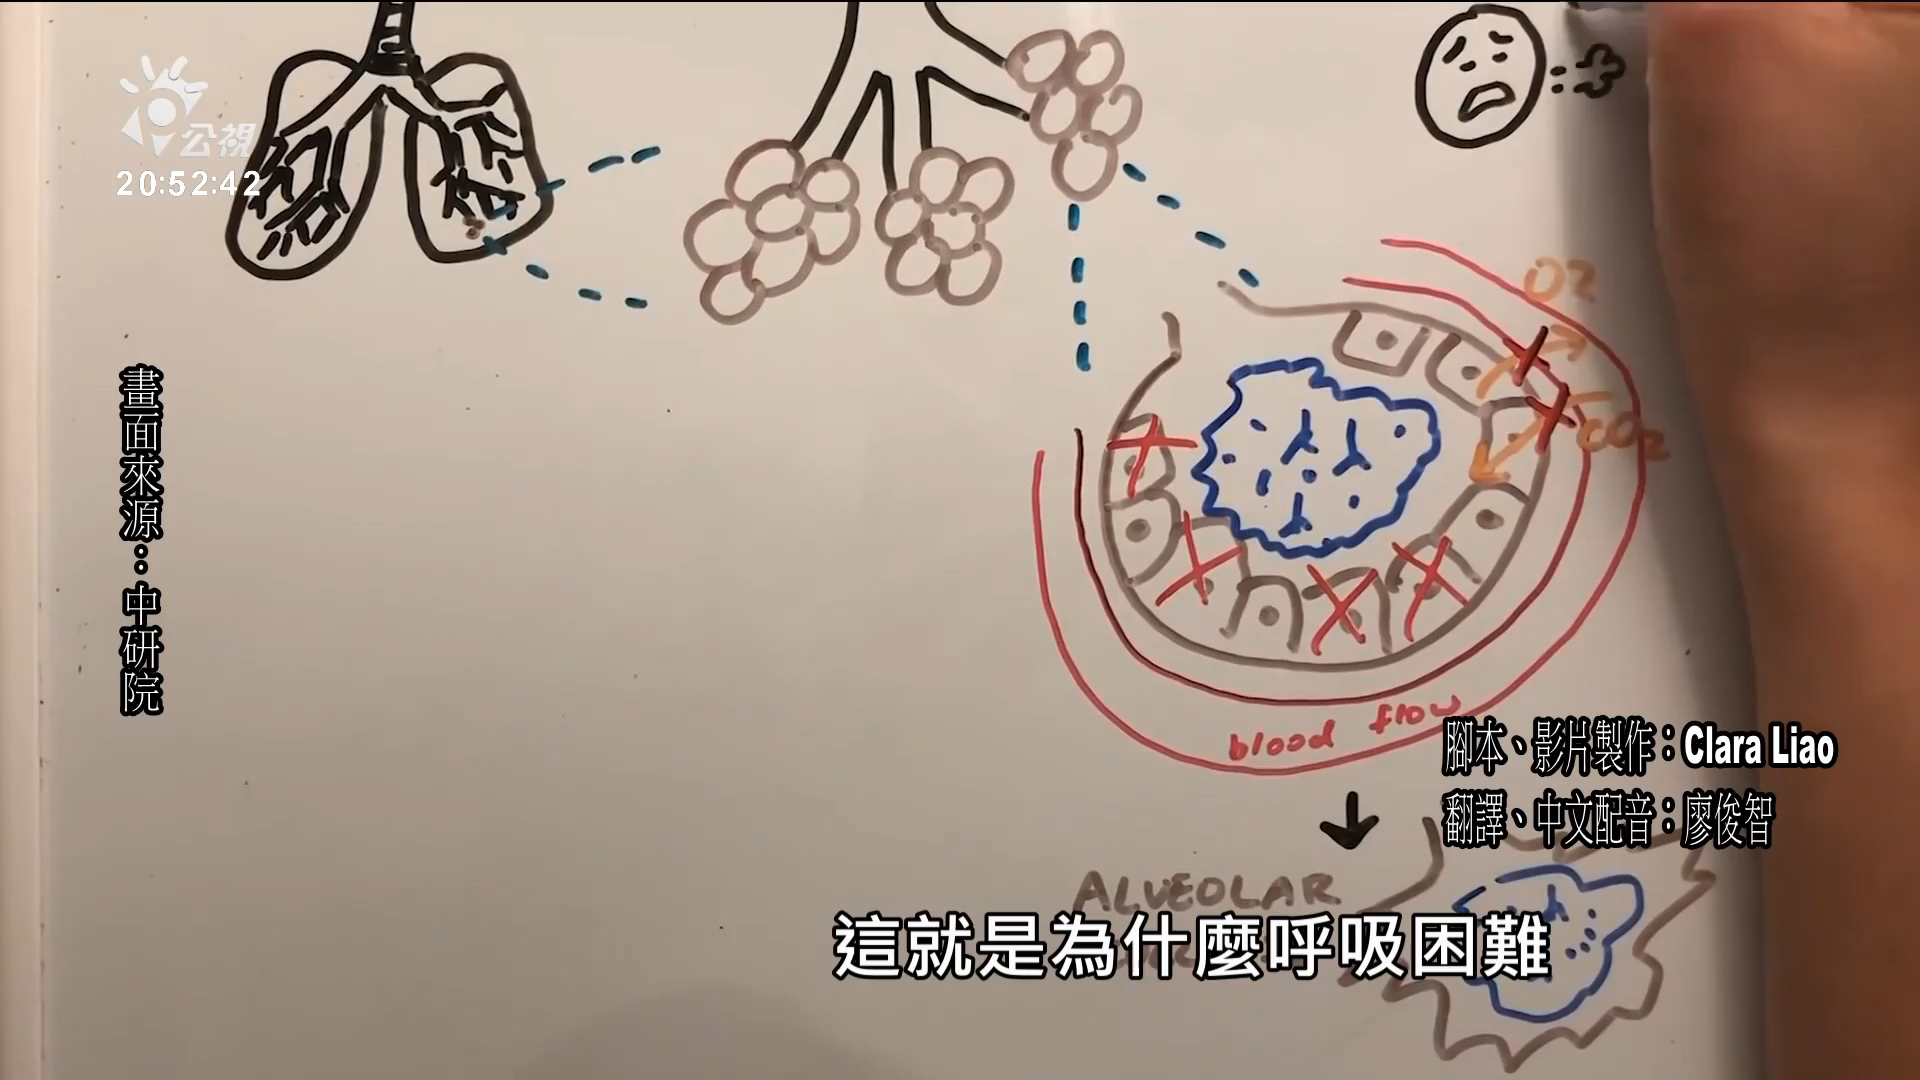 公視
20:52:42
畫面來源：中研院
O2
CO2
blood flow
腳本、影片製作：Clara Liao
翻譯、中文配音：廖俊智
ALVEOLAR
這就是為什麼呼吸困難